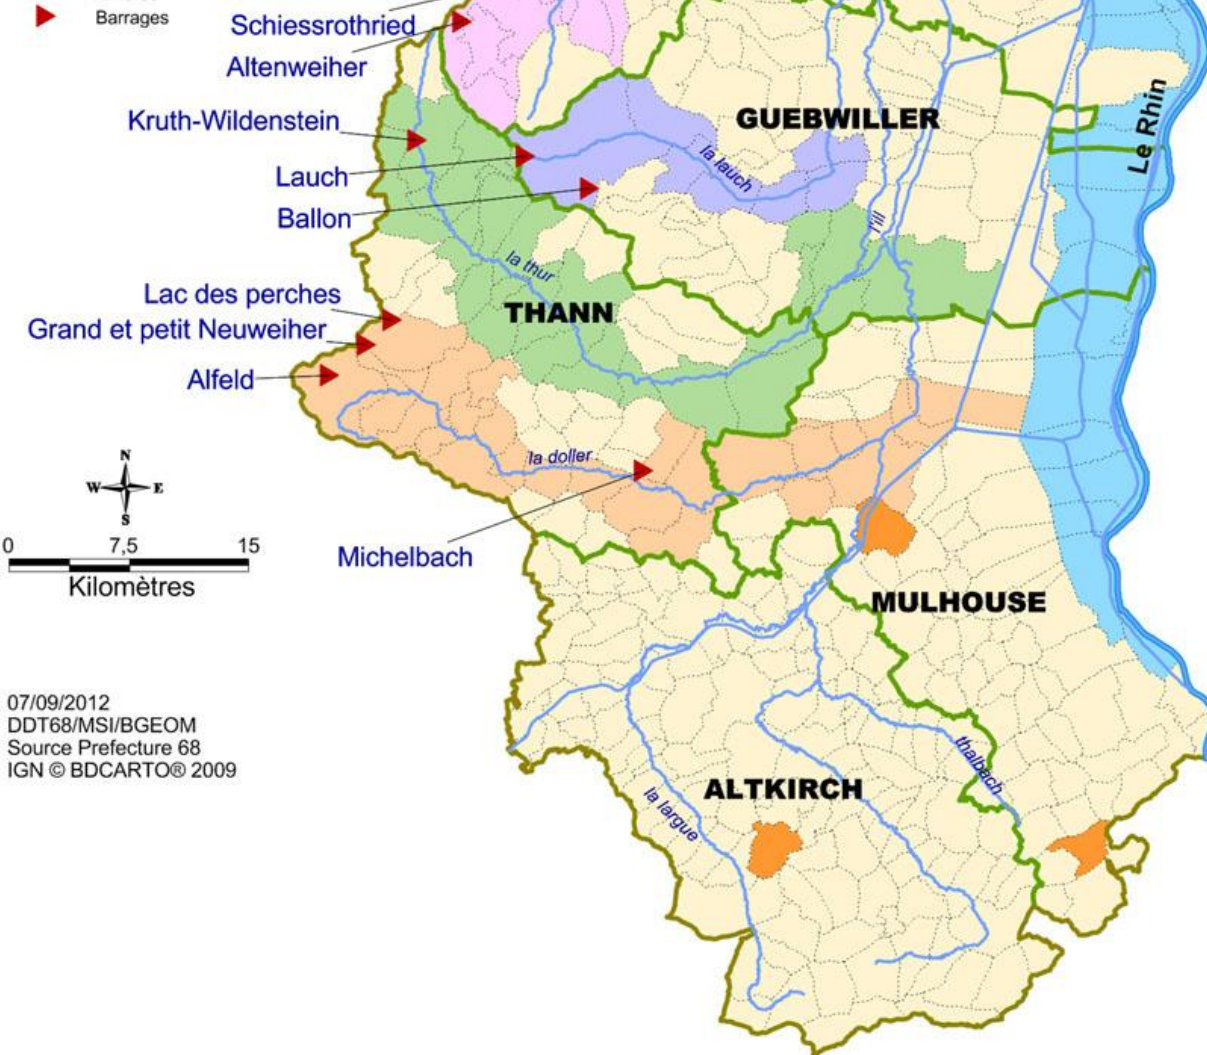 Barrages
Schiessrothried
Altenweiher
Kruth-Wildenstein
GUEBWILLER
Le Rhin
Lauch
la lauch
Ballon
l'ill
la thur
Lac des perches
THANN
Grand et petit Neuweiher
Alfeld
la doller
N
W E
S
0 7,5 15
Kilomètres
Michelbach
MULHOUSE
07/09/2012
DDT68/MSI/BGEOM
Source Prefecture 68
IGN © BDCARTO® 2009
thalbach
ALTKIRCH
la largue